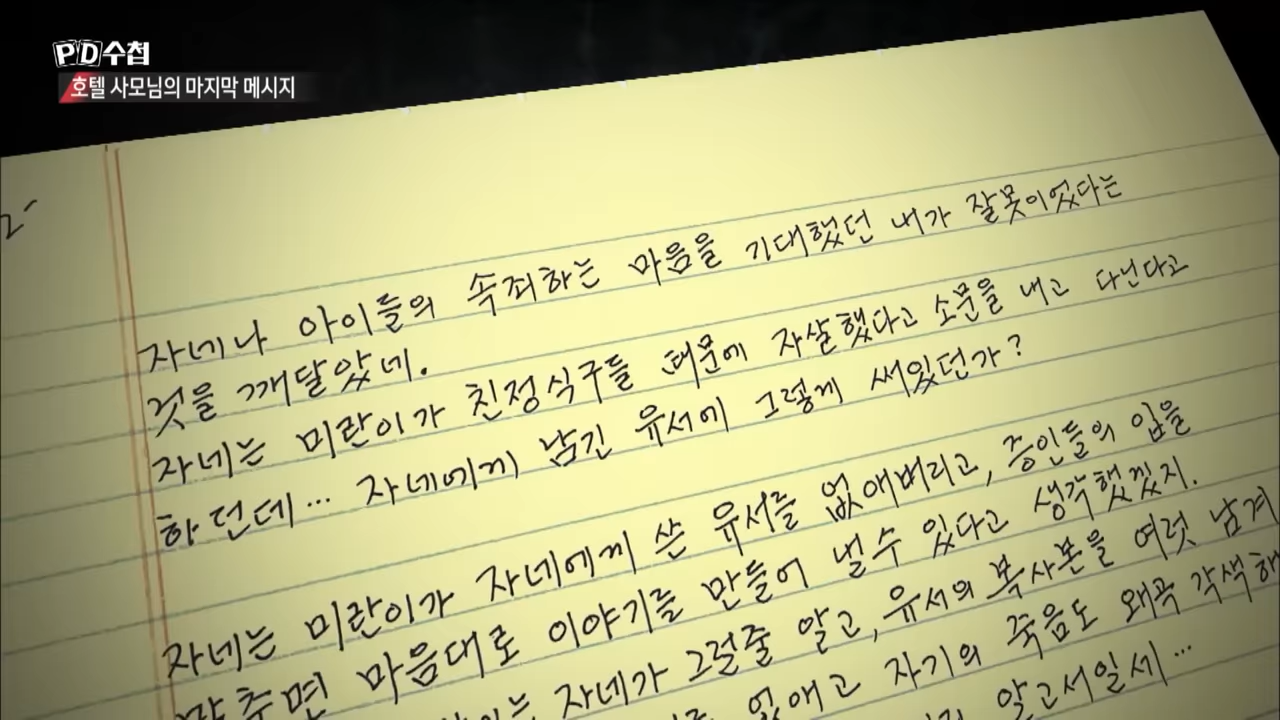 PD수첩
호텔 사모님의 마지막 메시지
2-
자네나 아이들의 속죄하는 마음을 기대했던 내가 잘못이었다는
것을 깨달았네.
자네는 미란이가 친정식구들 때문에 자살했다고 소문을 내고 다닌다고
하던데... 자네에게 남긴 유서에 그렇게 써있던가?
자네는 미란이가 자네에게 쓴 유서를 없애버리고, 증인들의 입을
맞추면 마음대로 이야기를 만들어 낼수 있다고 생각했겠지.
자네가 그럴줄 알고, 유서의 복사본을 여럿 남겨
없애고 자기의 죽음도 왜곡 각색해
알고서일세...